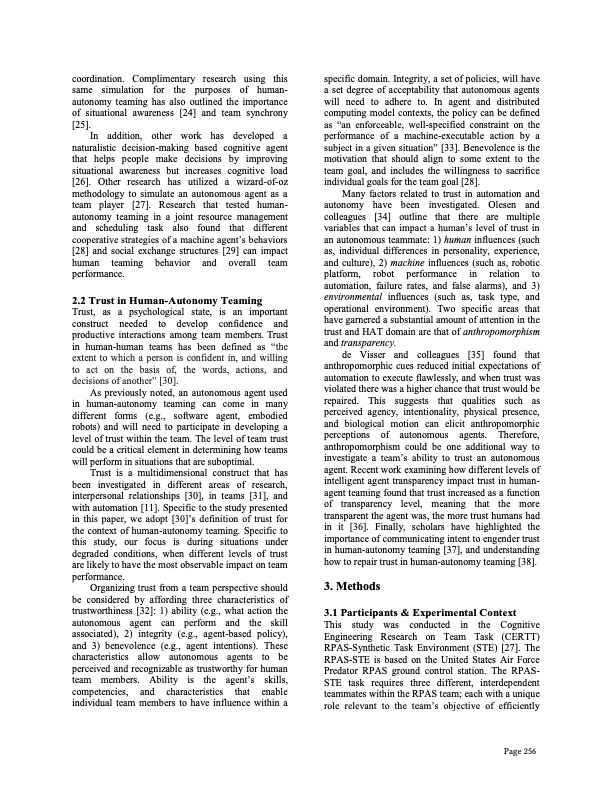 coordination. Complimentary research using this
same simulation for the purposes of human-
autonomy teaming has also outlined the importance
of situational awareness [24] and team synchrony
[25].
In addition, other work has developed a
naturalistic decision-making based cognitive agent
that helps people make decisions by improving
situational awareness but increases cognitive load
[26]. Other research has utilized a wizard-of-oz
methodology to simulate an autonomous agent as a
team player [27]. Research that tested human-
autonomy teaming in a joint resource management
and scheduling task also found that different
cooperative strategies of a machine agent's behaviors
[28] and social exchange structures [29] can impact
human teaming behavior and overall team
performance.
2.2 Trust in Human-Autonomy Teaming
Trust, as a psychological state, is an important
construct needed to develop confidence and
productive interactions among team members. Trust
in human-human teams has been defined as “the
extent to which a person is confident in, and willing
to act on the basis of, the words, actions, and
decisions of another” [30].
As previously noted, an autonomous agent used
in human-autonomy teaming can come in many
different forms (e.g., software agent, embodied
robots) and will need to participate in developing a
level of trust within the team. The level of team trust
could be a critical element in determining how teams
will perform in situations that are suboptimal.
Trust is a multidimensional construct that has
been investigated in different areas of research,
interpersonal relationships [30], in teams [31], and
with automation [11]. Specific to the study presented
in this paper, we adopt [30]'s definition of trust for
the context of human-autonomy teaming. Specific to
this study, our focus is during situations under
degraded conditions, when different levels of trust
are likely to have the most observable impact on team
performance.
Organizing trust from a team perspective should
be considered by affording three characteristics of
trustworthiness [32]: 1) ability (e.g., what action the
autonomous agent can perform and the skill
associated), 2) integrity (e.g., agent-based policy),
and 3) benevolence (e.g., agent intentions). These
characteristics allow autonomous agents to be
perceived and recognizable as trustworthy for human
team members. Ability is the agent's skills,
competencies, and characteristics that enable
individual team members to have influence within a
specific domain. Integrity, a set of policies, will have
a set degree of acceptability that autonomous agents
will need to adhere to. In agent and distributed
computing model contexts, the policy can be defined
as “an enforceable, well-specified constraint on the
performance of a machine-executable action by a
subject in a given situation” [33]. Benevolence is the
motivation that should align to some extent to the
team goal, and includes the willingness to sacrifice
individual goals for the team goal [28].
Many factors related to trust in automation and
autonomy have been investigated. Olesen and
colleagues [34] outline that there are multiple
variables that can impact a human's level of trust in
an autonomous teammate: 1) human influences (such
as, individual differences in personality, experience,
and culture), 2) machine influences (such as, robotic
platform, robot performance in relation to
automation, failure rates, and false alarms), and 3)
environmental influences (such as, task type, and
operational environment). Two specific areas that
have garnered a substantial amount of attention in the
trust and HAT domain are that of anthropomorphism
and transparency.
de Visser and colleagues [35] found that
anthropomorphic cues reduced initial expectations of
automation to execute flawlessly, and when trust was
violated there was a higher chance that trust would be
repaired. This suggests that qualities such as
perceived agency, intentionality, physical presence,
and biological motion can elicit anthropomorphic
perceptions of autonomous agents. Therefore,
anthropomorphism could be one additional way to
investigate a team's ability to trust an autonomous
agent. Recent work examining how different levels of
intelligent agent transparency impact trust in human-
agent teaming found that trust increased as a function
of transparency level, meaning that the more
transparent the agent was, the more trust humans had
in it [36]. Finally, scholars have highlighted the
importance of communicating intent to engender trust
in human-autonomy teaming [37], and understanding
how to repair trust in human-autonomy teaming [38].
3. Methods
3.1 Participants & Experimental Context
This study was conducted in the Cognitive
Engineering Research on Team Task (CERTT)
RPAS-Synthetic Task Environment (STE) [27]. The
RPAS-STE is based on the United States Air Force
Predator RPAS ground control station. The RPAS-
STE task requires three different, interdependent
teammates within the RPAS team; each with a unique
role relevant to the team's objective of efficiently
Page 256